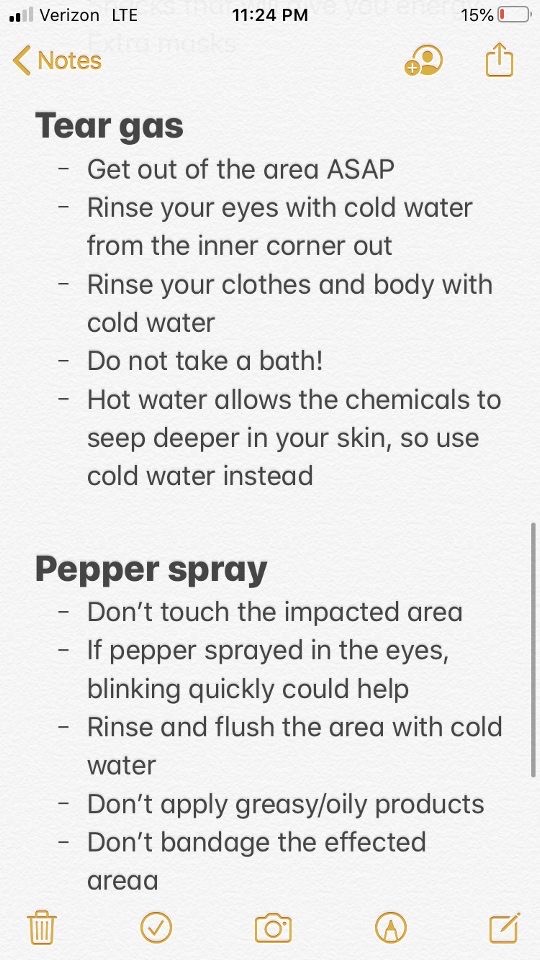 Verizon LTE 11:24 PM 15%
Extra masks
Notes
Tear gas
- Get out of the area ASAP
- Rinse your eyes with cold water
from the inner corner out
- Rinse your clothes and body with
cold water
- Do not take a bath!
- Hot water allows the chemicals to
seep deeper in your skin, so use
cold water instead
Pepper spray
- Don’t touch the impacted area
- If pepper sprayed in the eyes,
blinking quickly could help
- Rinse and flush the area with cold
water
- Don’t apply greasy/oily products
- Don’t bandage the effected
areaa